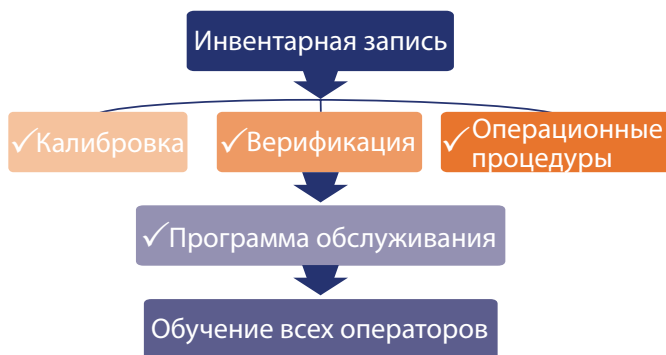 Инвентарная запись
✓Калибровка
✓Верификация
✓Операционные
процедуры
✓Программа обслуживания
Обучение всех операторов